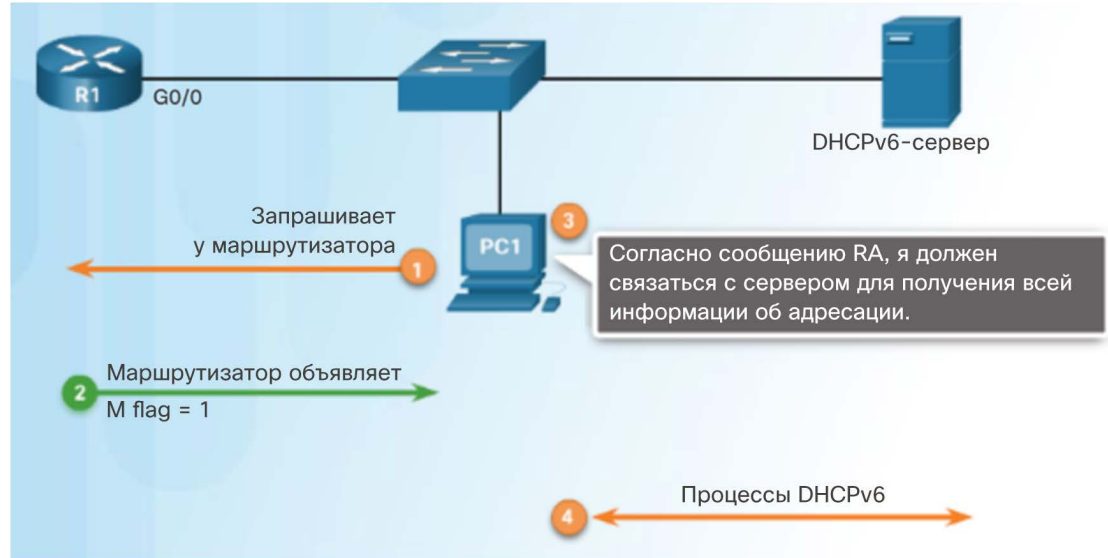 R1
G0/0
DHCPv6-сервер
Запрашивает
у маршрутизатора
1
PC1
3
Согласно сообщению RA, я должен
связаться с сервером для получения всей
информации об адресации.
2
Маршрутизатор объявляет
M flag = 1
4
Процессы DHCPv6